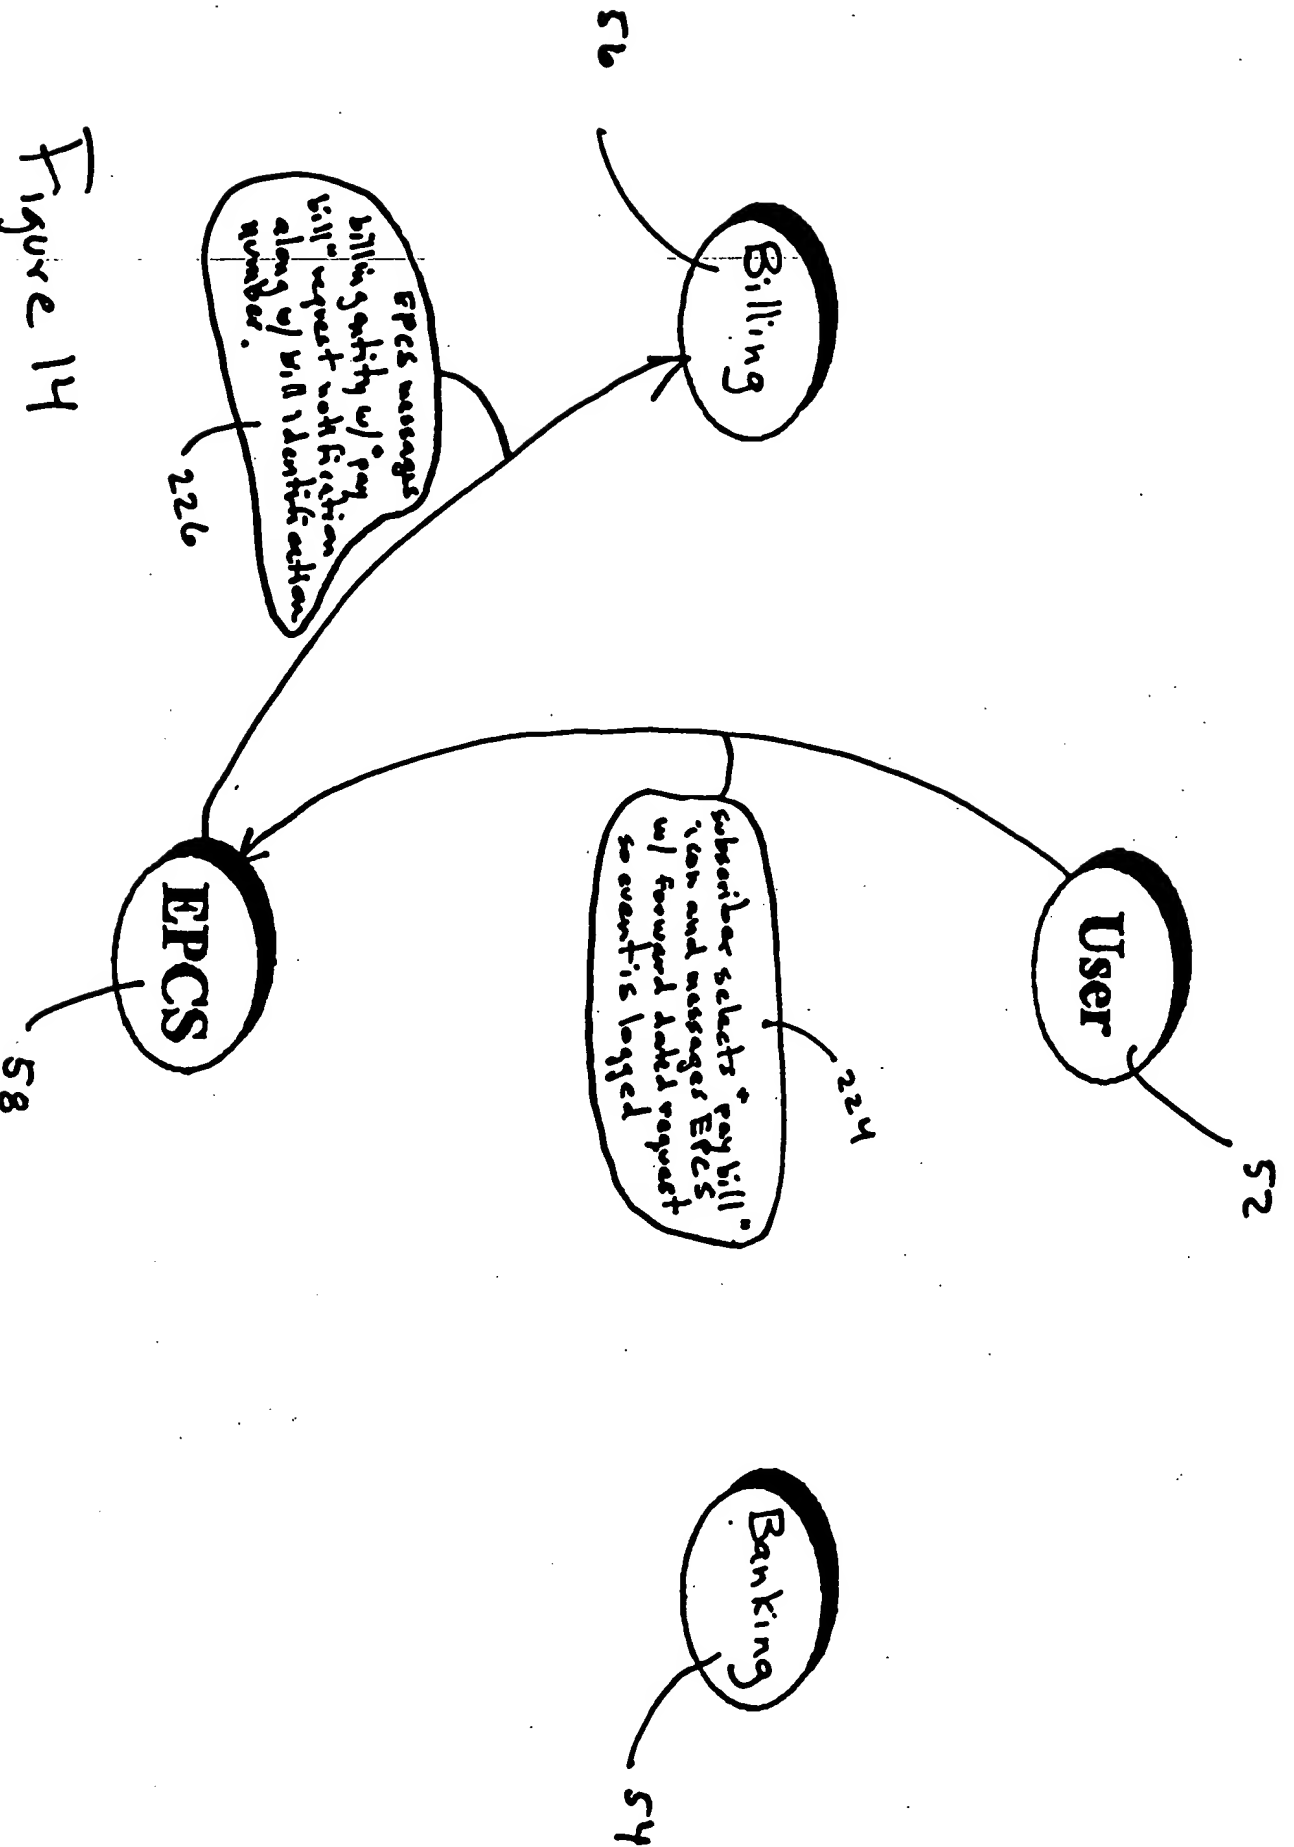 52
User
224
subscriber selects "pay bill"
icon and messages EPCS
w/ forward dated request
so event is logged
56
Billing
Banking
54
EPCS messages
billing entity w/ "pay
bill" request notification
along w/ bill identification
number.
226
EPCS
58
Figure 14